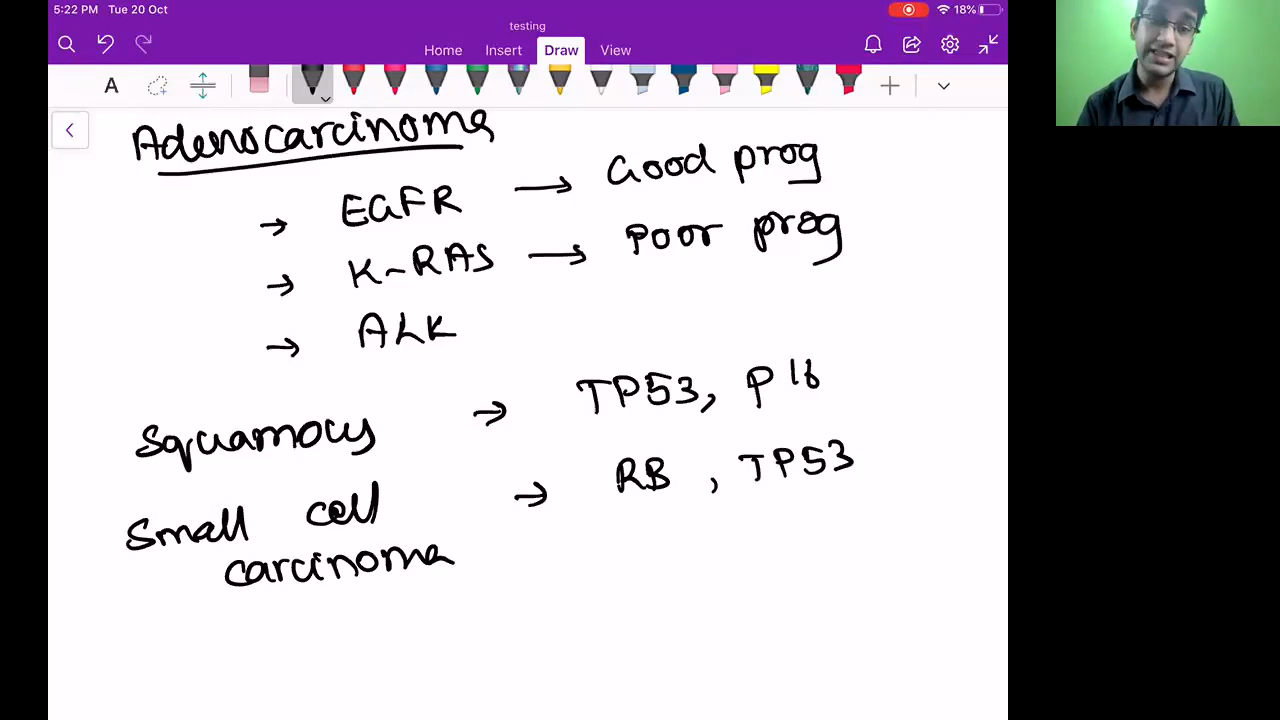 5:22 PM Tue 20 Oct
18%
testing
Home Insert Draw View
A
Adenocarcinoma
→ EGFR → Good prog
→ K-RAS → Poor prog
→ ALK
Squamous → TP53, P16
Small cell → RB, TP53
carcinoma